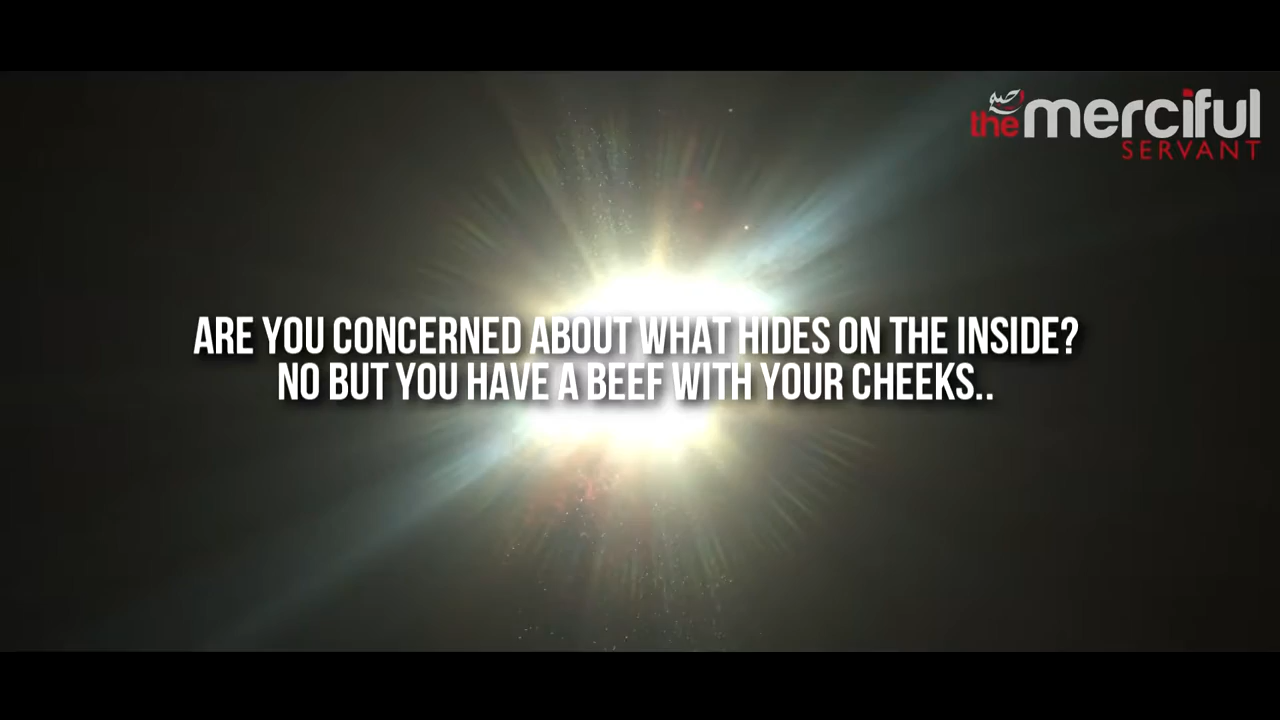 the merciful
SERVANT
ARE YOU CONCERNED ABOUT WHAT HIDES ON THE INSIDE?
NO BUT YOU HAVE A BEEF WITH YOUR CHEEKS..